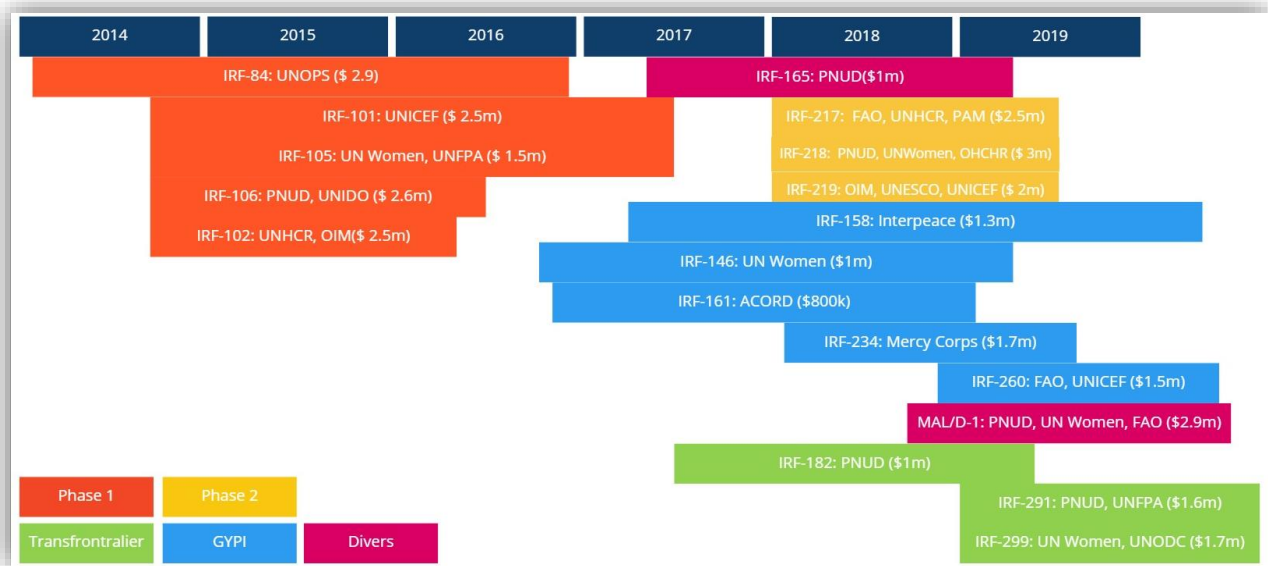 2014
2015
2016
2017
2018
2019
IRF-84: UNOPS ($ 2.9)
IRF-165: PNUD($1m)
IRF-101: UNICEF ($ 2.5m)
IRF-217:  FAO, UNHCR, PAM ($2.5m)
IRF-105: UN Women, UNFPA ($ 1.5m)
IRF-218:  PNUD, UNWomen, OHCHR ($ 3m)
IRF-106: PNUD, UNIDO ($ 2.6m)
IRF-219: OIM, UNESCO, UNICEF ($ 2m)
IRF-102: UNHCR, OIM($ 2.5m)
IRF-158: Interpeace ($1.3m)
IRF-146: UN Women ($1m)
IRF-161: ACORD ($800k)
IRF-234: Mercy Corps ($1.7m)
IRF-260: FAO, UNICEF ($1.5m)
MAL/D-1: PNUD, UN Women, FAO ($2.9m)
IRF-182: PNUD ($1m)
IRF-291: PNUD, UNFPA ($1.6m)
IRF-299: UN Women, UNODC ($1.7m)
Phase 1
Phase 2
Transfrontralier
GYPI
Divers